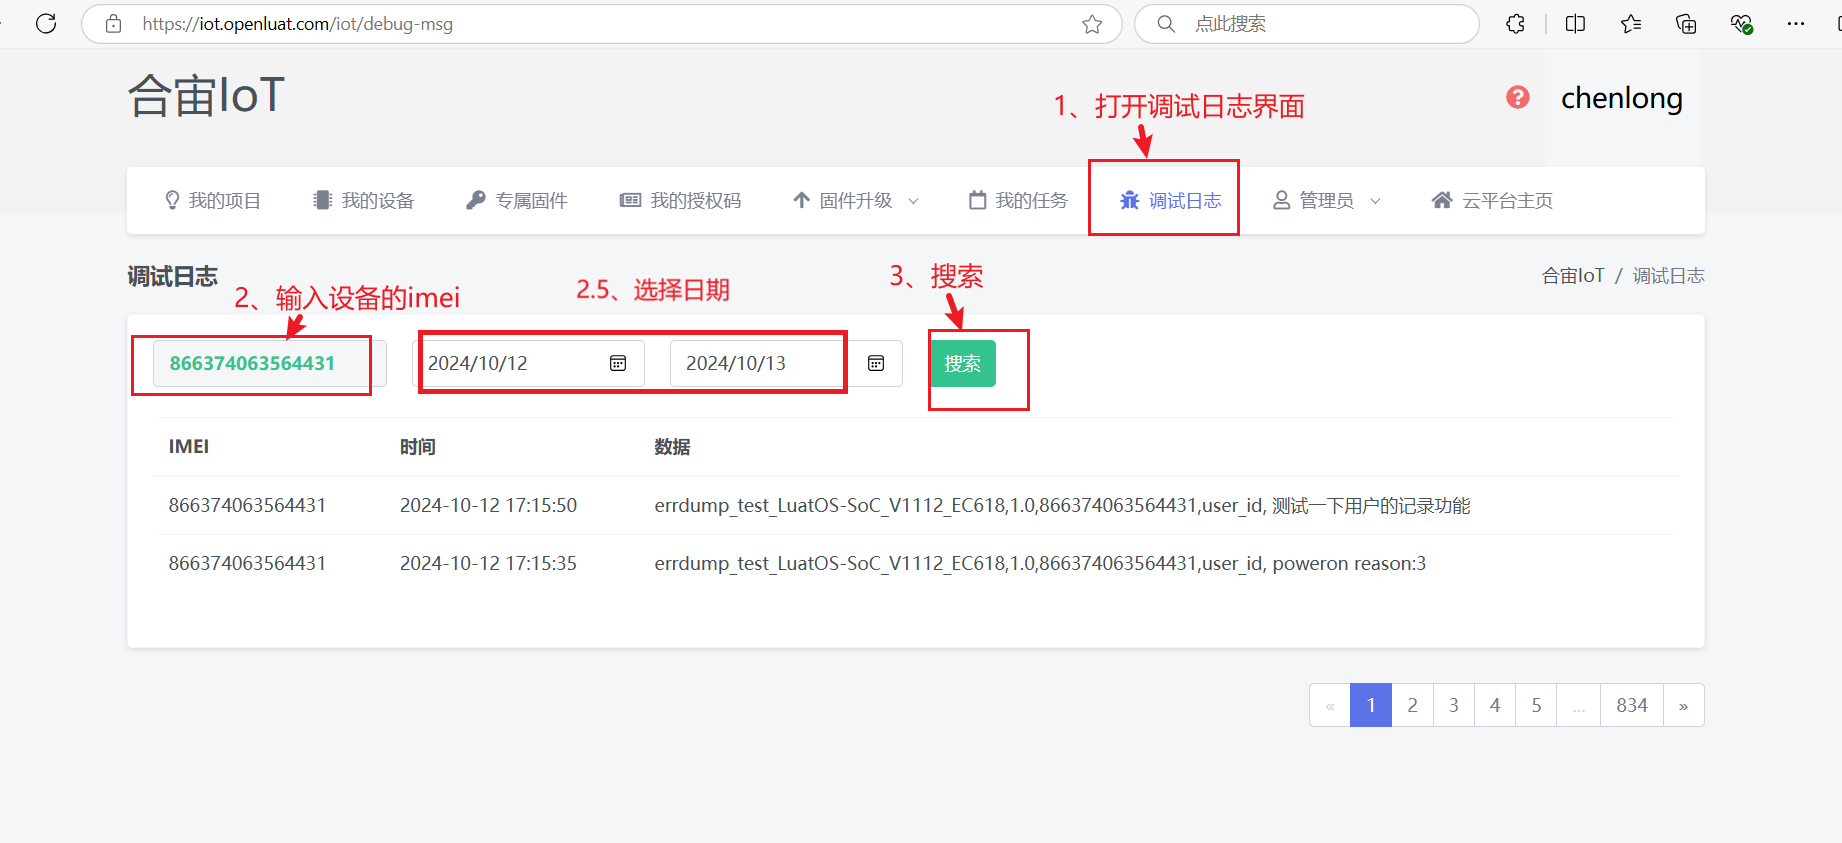 https://iot.openluat.com/iot/debug-msg
点此搜索
合宙IoT
1、打开调试日志界面
chenlong
我的项目 我的设备 专属固件 我的授权码 固件升级 我的任务 调试日志 管理员 云平台主页
调试日志
2、输入设备的imei
2.5、选择日期
3、搜索
合宙IoT / 调试日志
866374063564431 2024/10/12 2024/10/13 搜索
IMEI 时间 数据
866374063564431 2024-10-12 17:15:50 errdump_test_LuatOS-SoC_V1112_EC618,1.0,866374063564431,user_id, 测试一下用户的记录功能
866374063564431 2024-10-12 17:15:35 errdump_test_LuatOS-SoC_V1112_EC618,1.0,866374063564431,user_id, poweron reason:3
« 1 2 3 4 5 ... 834 »